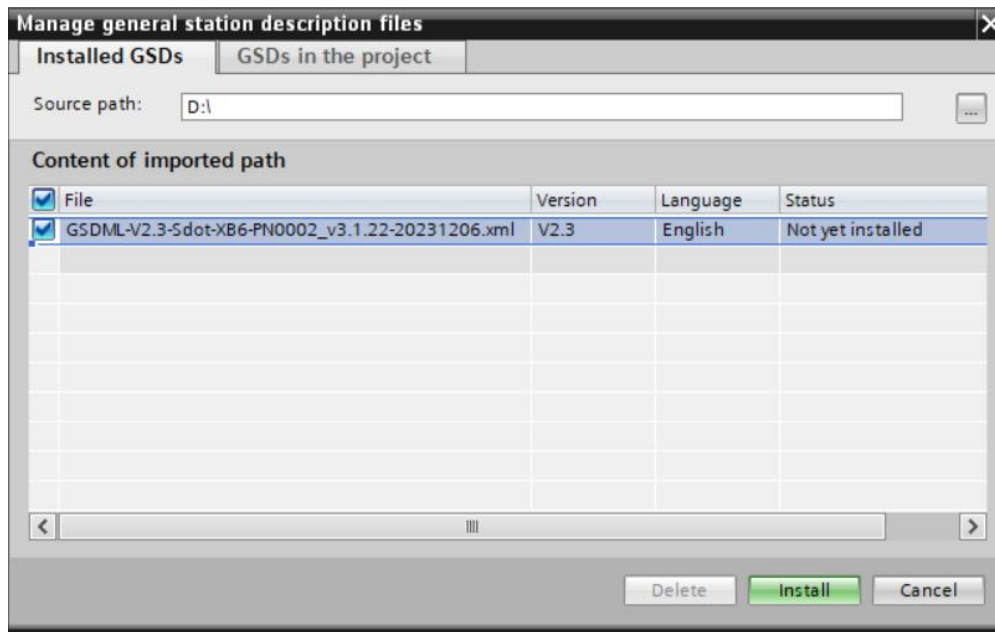 Manage general station description files
Installed GSDs GSDs in the project
Source path: D:\ ...
Content of imported path
File Version Language Status
GSDML-V2.3-Sdot-XB6-PN0002_v3.1.22-20231206.xml V2.3 English Not yet installed
Delete Install Cancel